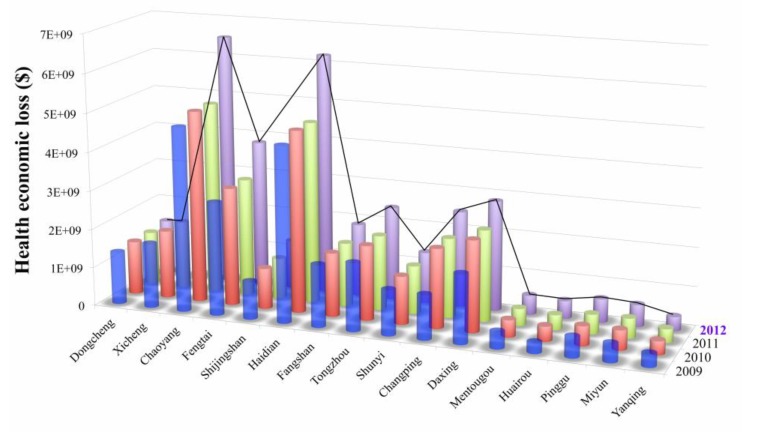 Health economic loss ($)
7E+09
6E+09
5E+09
4E+09
3E+09
2E+09
1E+09
0
Dongcheng
Xicheng
Chaoyang
Fengtai
Shijingshan
Haidian
Fangshan
Tongzhou
Shunyi
Changping
Daxing
Mentougou
Huairou
Pinggu
Miyun
Yanqing
2012
2011
2010
2009